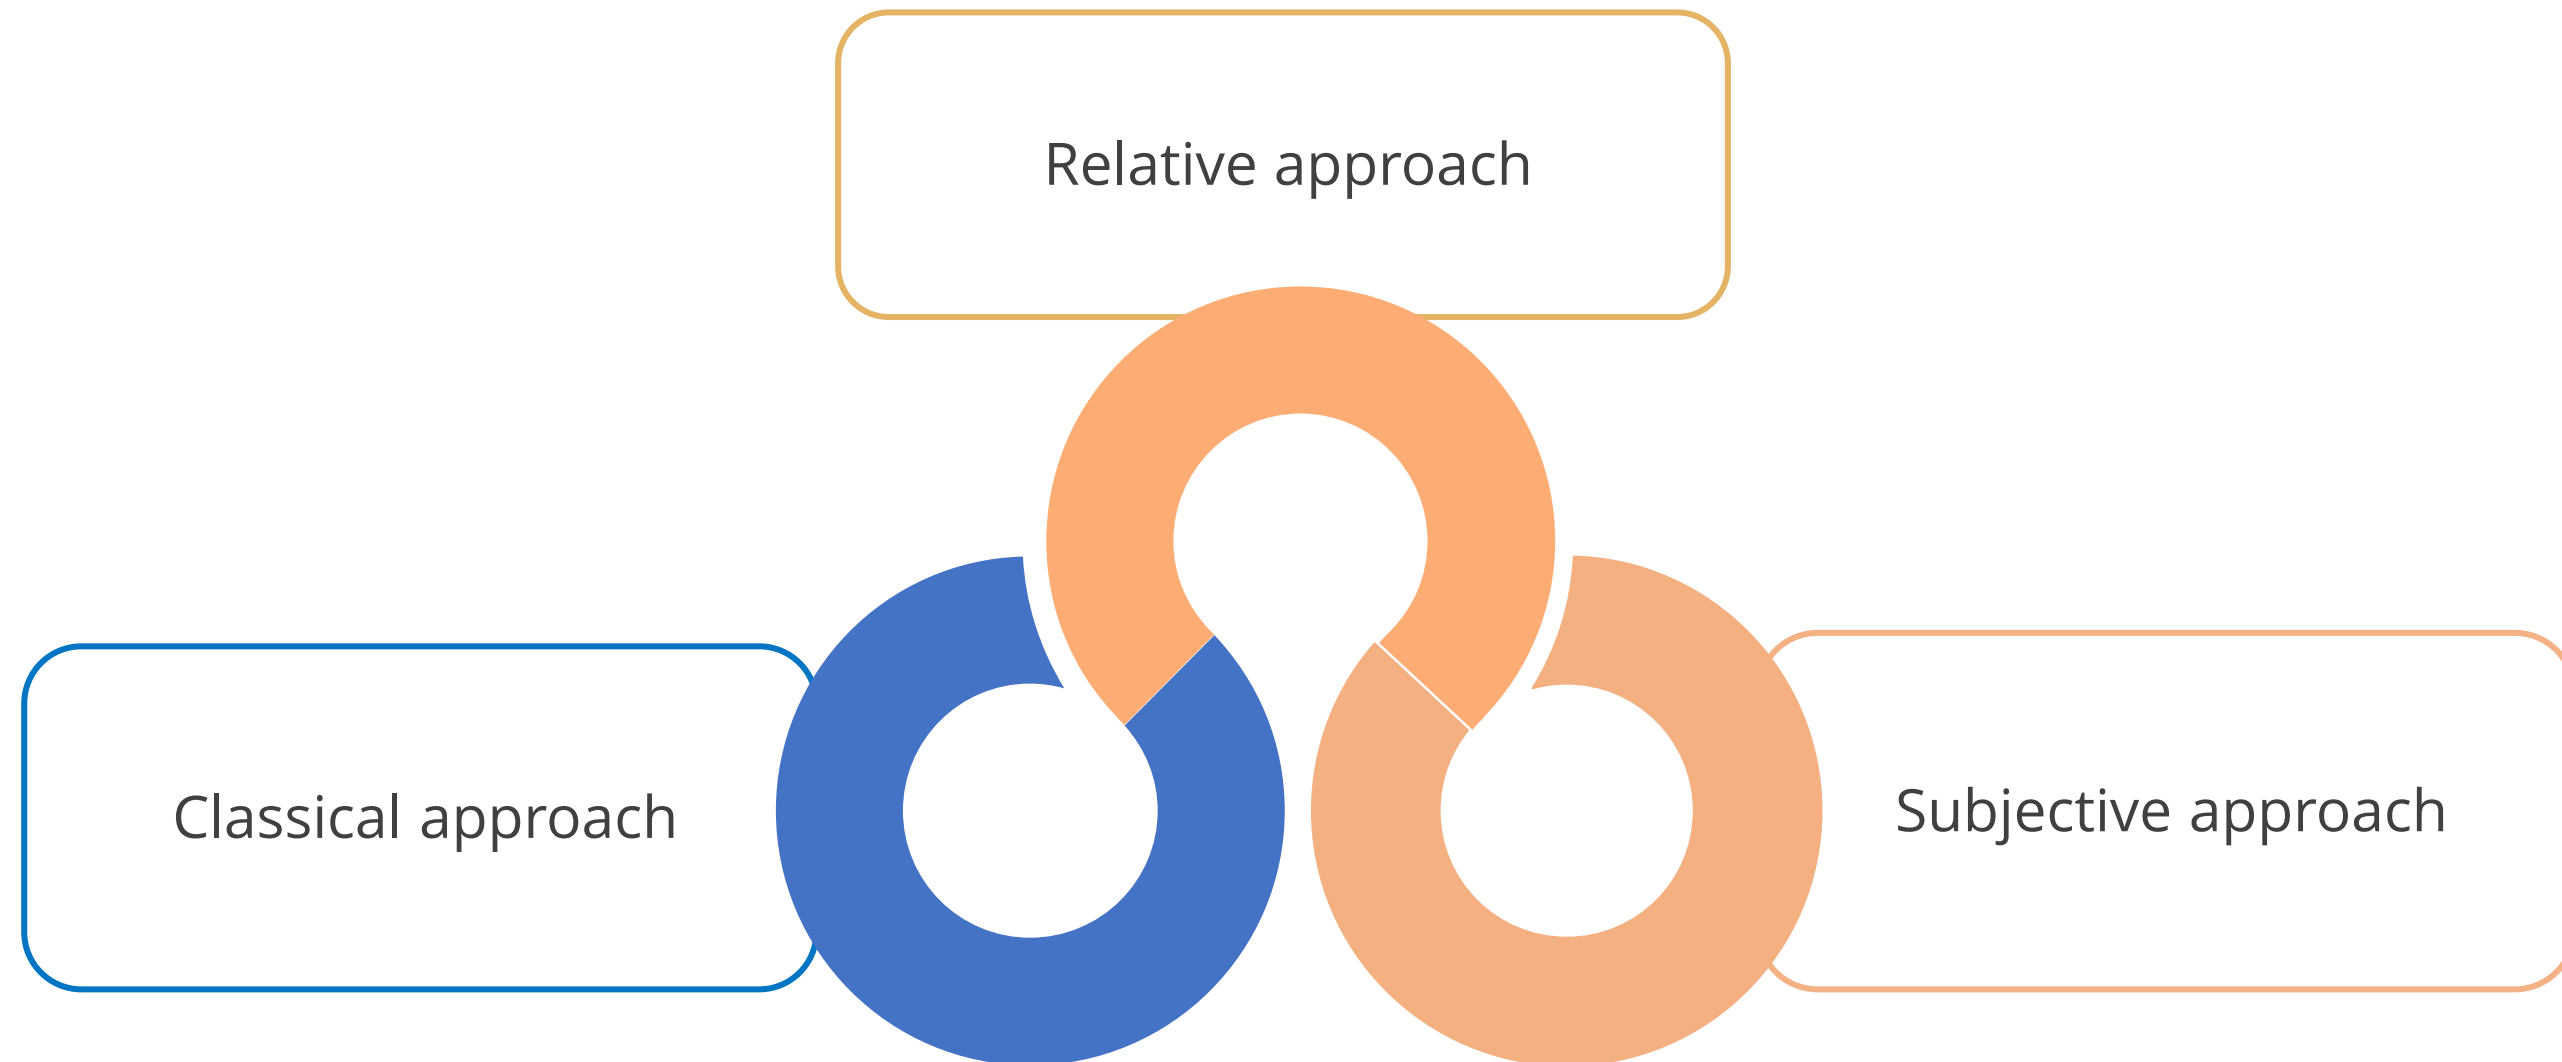 Relative approach
Classical approach
Subjective approach